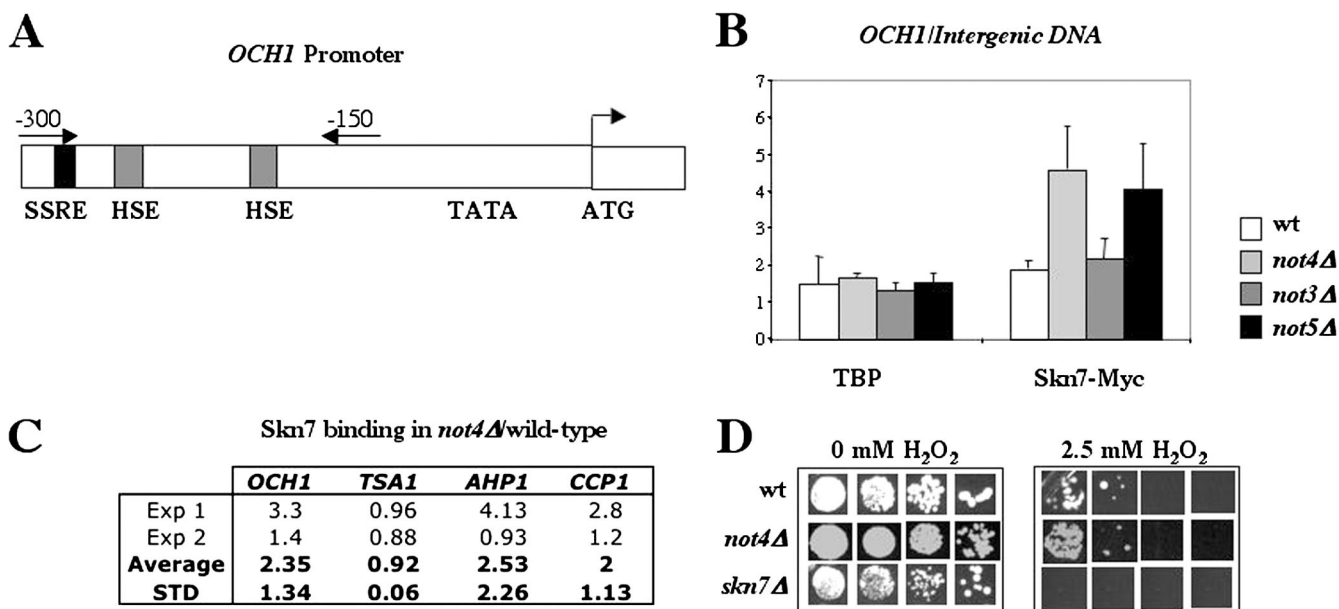 A
OCH1 Promoter
-300
-150
SSRE HSE HSE TATA ATG
B
OCH1/Intergenic DNA
7
6
5
4
3
2
1
0
TBP Skn7-Myc
wt
not4Δ
not3Δ
not5Δ
C
Skn7 binding in not4Δ/wild-type
OCH1 TSA1 AHP1 CCP1
Exp 1 3.3 0.96 4.13 2.8
Exp 2 1.4 0.88 0.93 1.2
Average 2.35 0.92 2.53 2
STD 1.34 0.06 2.26 1.13
D
0 mM H₂O₂ 2.5 mM H₂O₂
wt
not4Δ
skn7Δ